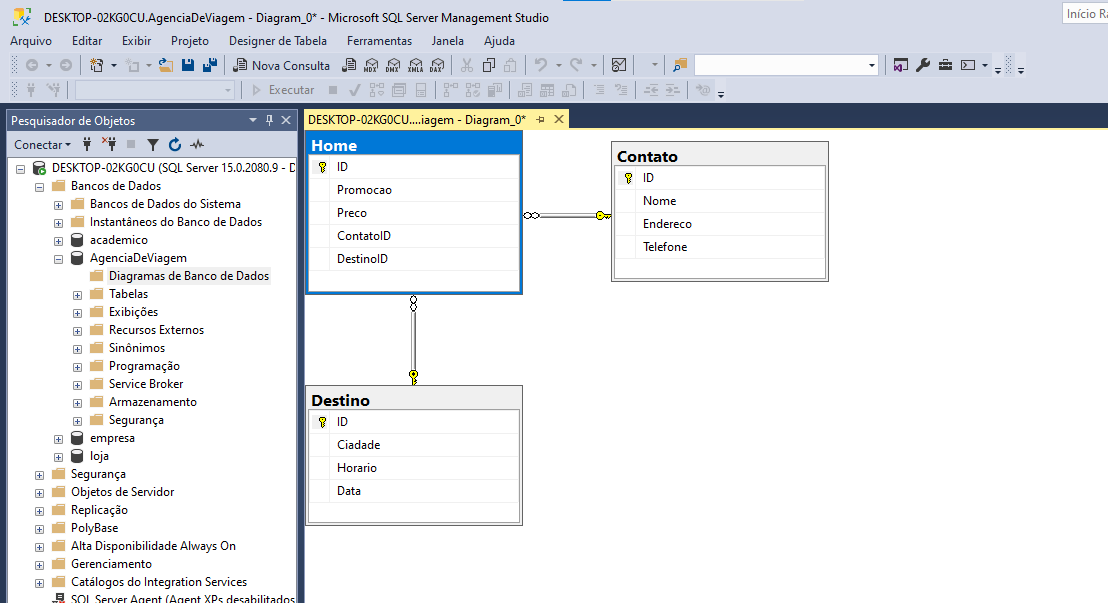 DESKTOP-02KG0CU.AgenciaDeViagem - Diagram_0* - Microsoft SQL Server Management Studio
Início Ra
Arquivo Editar Exibir Projeto Designer de Tabela Ferramentas Janela Ajuda
Nova Consulta MDX DMX XMLA DAX
Executar
Pesquisador de Objetos
Conectar
DESKTOP-02KG0CU (SQL Server 15.0.2080.9 - D
Bancos de Dados
Bancos de Dados do Sistema
Instantâneos do Banco de Dados
academico
AgenciaDeViagem
Diagramas de Banco de Dados
Tabelas
Exibições
Recursos Externos
Sinônimos
Programação
Service Broker
Armazenamento
Segurança
empresa
loja
Segurança
Objetos de Servidor
Replicação
PolyBase
Alta Disponibilidade Always On
Gerenciamento
Catálogos do Integration Services
SQL Server Agent (Agent XPs desabilitados
DESKTOP-02KG0CU....iagem - Diagram_0*
Home
ID
Promocao
Preco
ContatoID
DestinoID
Contato
ID
Nome
Endereco
Telefone
Destino
ID
Ciadade
Horario
Data